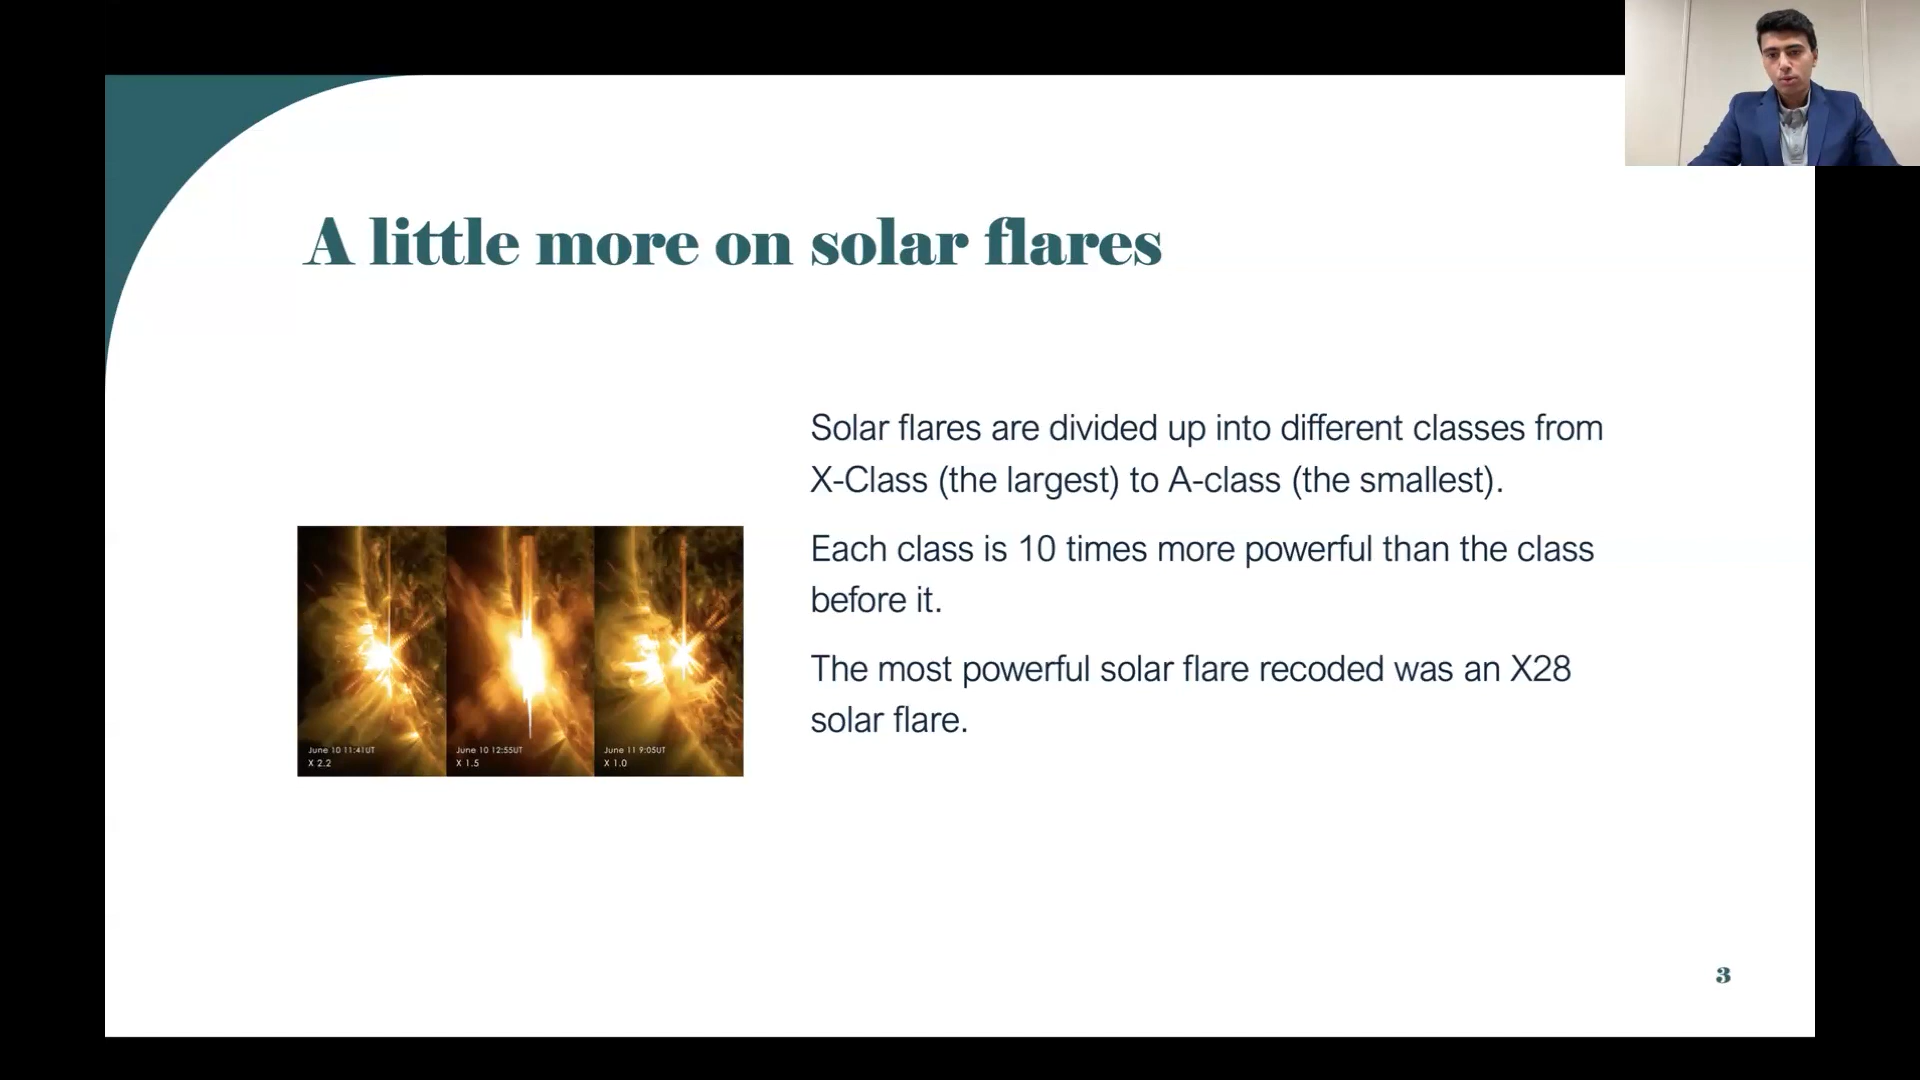 A little more on solar flares
Solar flares are divided up into different classes from
X-Class (the largest) to A-class (the smallest).
Each class is 10 times more powerful than the class
before it.
The most powerful solar flare recoded was an X28
solar flare.
June 10 11:41UT
X 2.2
June 10 12:55UT
X 1.5
June 11 9:05UT
X 1.0
3